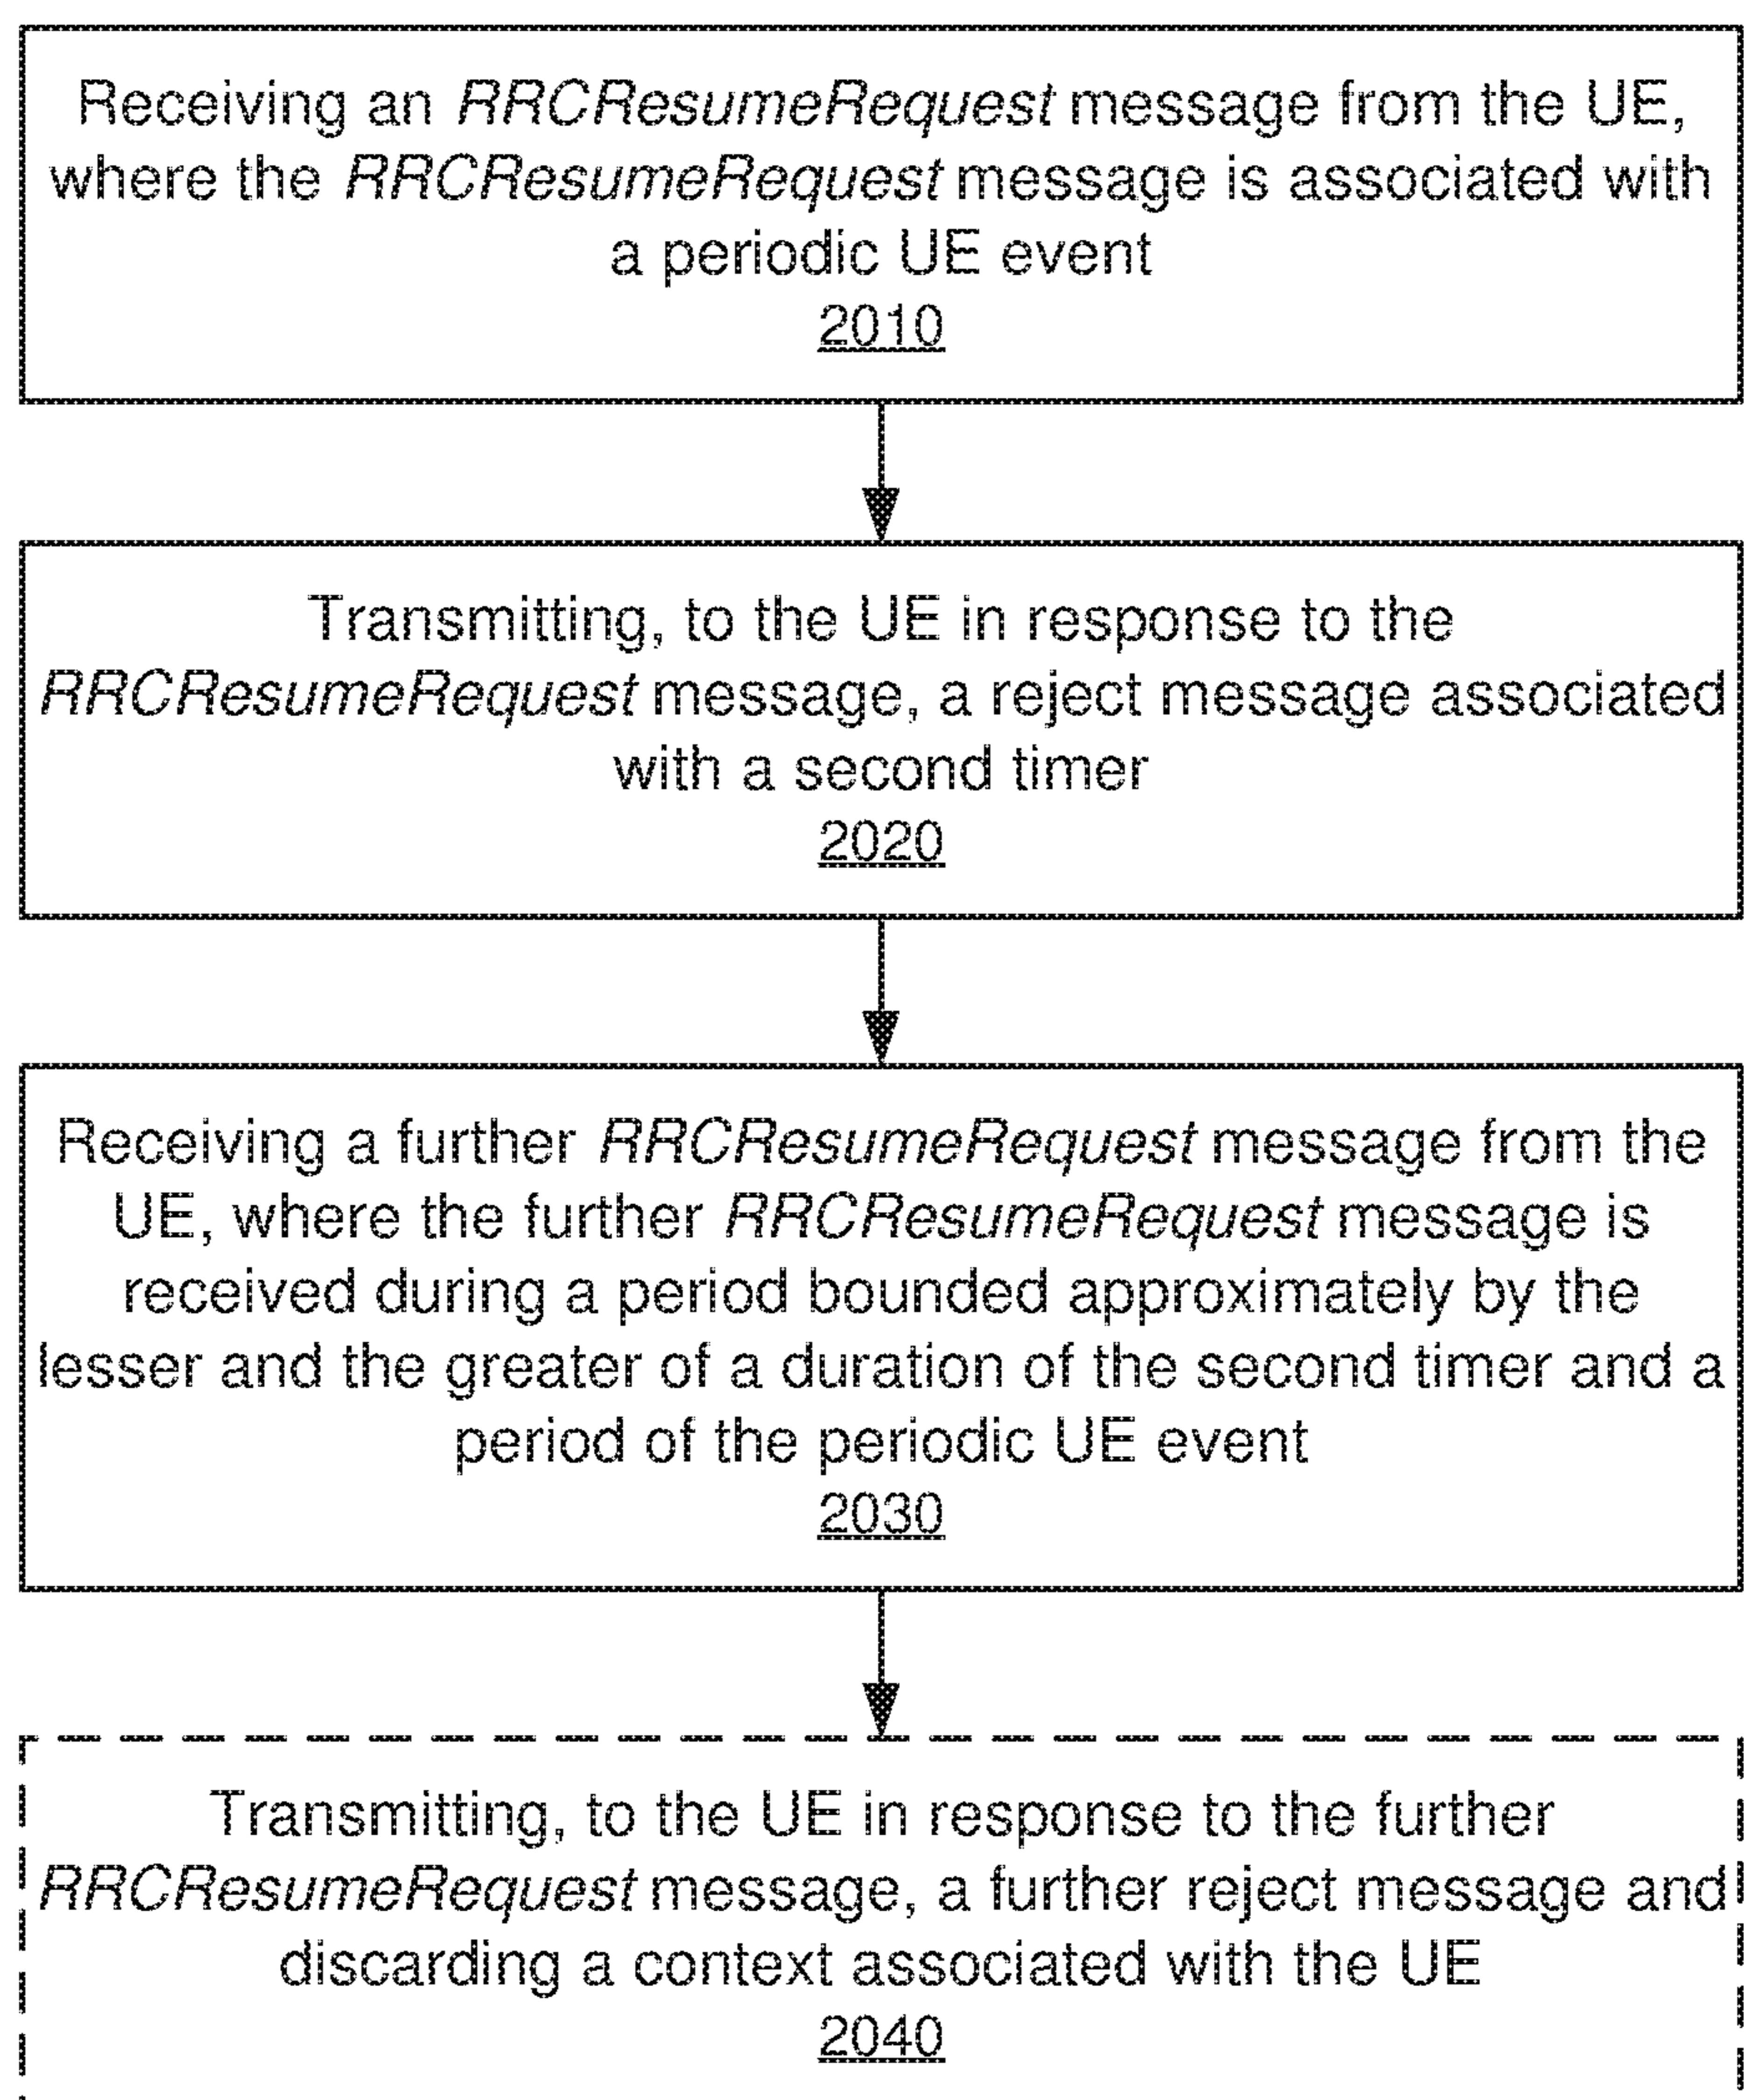 Receiving an RRCResumeRequest message from the UE,
where the RRCResumeRequest message is associated with
a periodic UE event
2010
Transmitting, to the UE in response to the
RRCResumeRequest message, a reject message associated
with a second timer
2020
Receiving a further RRCResumeRequest message from the
UE, where the further RRCResumeRequest message is
received during a period bounded approximately by the
lesser and the greater of a duration of the second timer and a
period of the periodic UE event
2030
Transmitting, to the UE in response to the further
RRCResumeRequest message, a further reject message and
discarding a context associated with the UE
2040